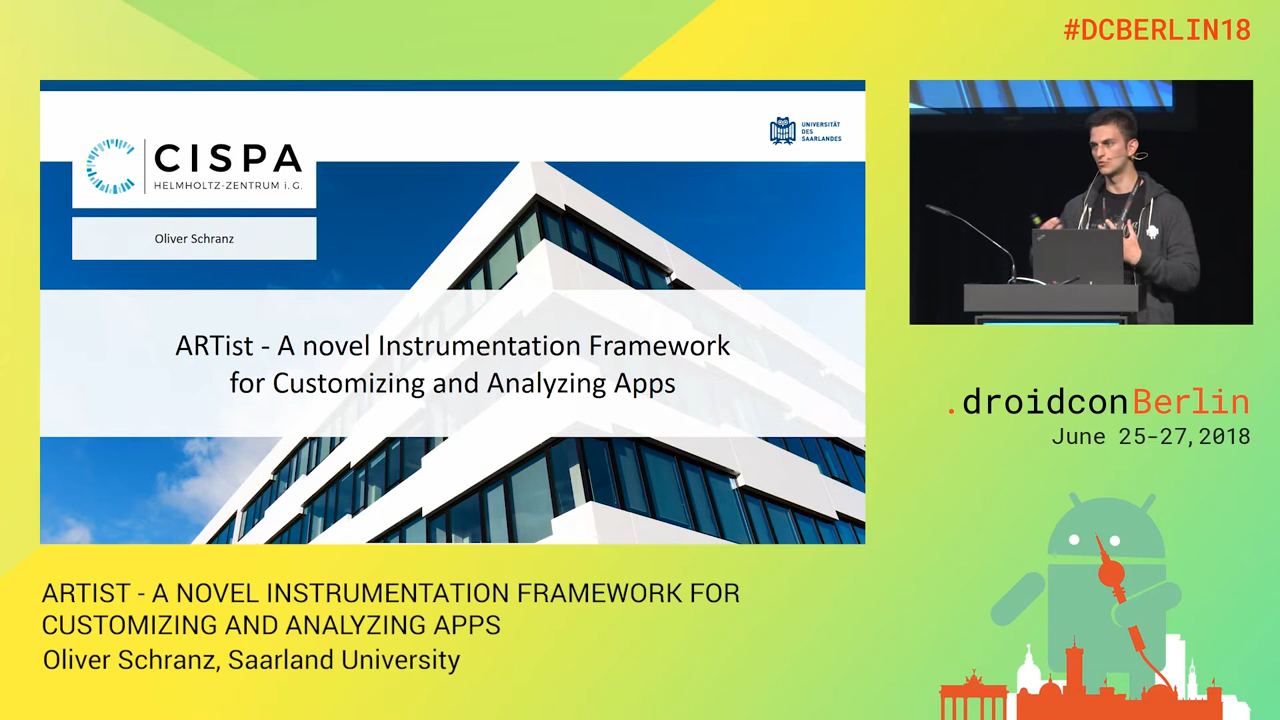 #DCBERLIN18
CISPA
HELMHOLTZ-ZENTRUM i. G.
UNIVERSITÄT
DES
SAARLANDES
Oliver Schranz
ARTist - A novel Instrumentation Framework
for Customizing and Analyzing Apps
.droidconBerlin
June 25-27, 2018
ARTIST - A NOVEL INSTRUMENTATION FRAMEWORK FOR
CUSTOMIZING AND ANALYZING APPS
Oliver Schranz, Saarland University